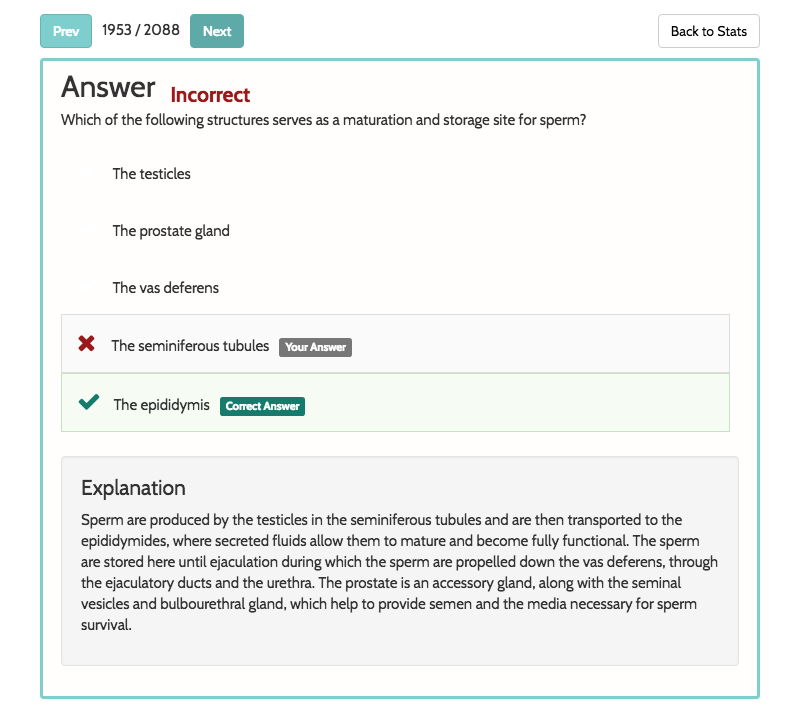 Prev 1953 / 2088 Next Back to Stats
Answer Incorrect
Which of the following structures serves as a maturation and storage site for sperm?
The testicles
The prostate gland
The vas deferens
The seminiferous tubules Your Answer
The epididymis Correct Answer
Explanation
Sperm are produced by the testicles in the seminiferous tubules and are then transported to the
epididymides, where secreted fluids allow them to mature and become fully functional. The sperm
are stored here until ejaculation during which the sperm are propelled down the vas deferens, through
the ejaculatory ducts and the urethra. The prostate is an accessory gland, along with the seminal
vesicles and bulbourethral gland, which help to provide semen and the media necessary for sperm
survival.